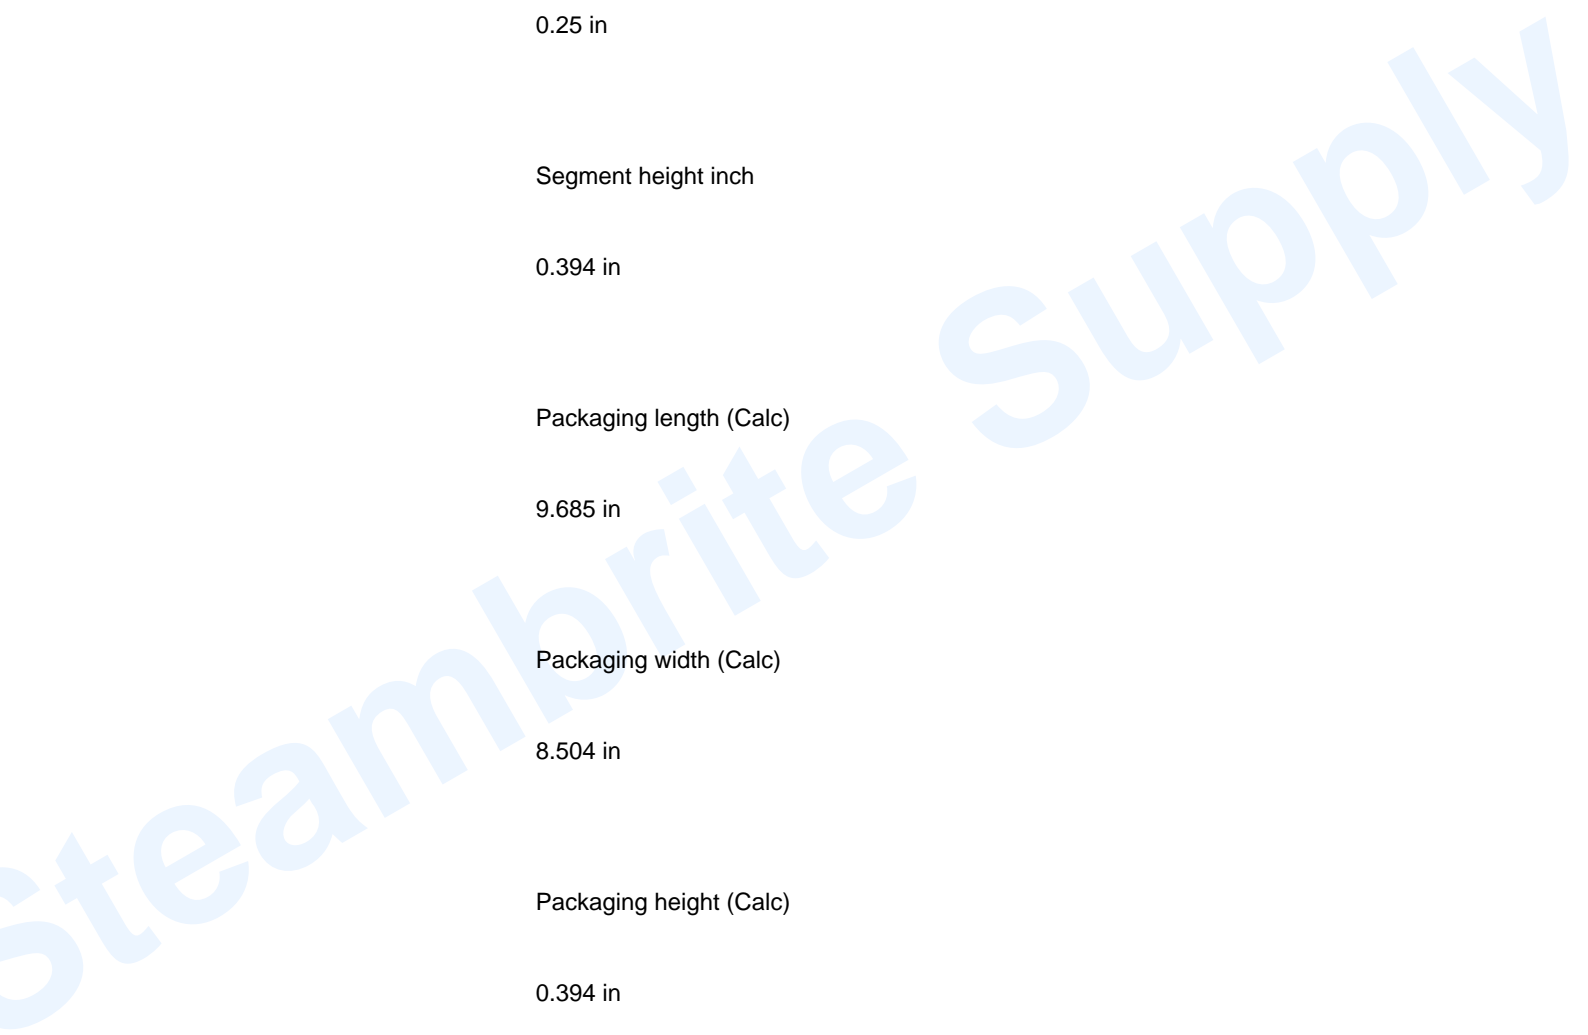 0.25 in
Segment height inch
0.394 in
Packaging length (Calc)
9.685 in
Packaging width (Calc)
8.504 in
Packaging height (Calc)
0.394 in
Steambrite Supply